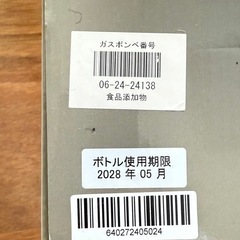 ガスボンベ番号
06-24-24138
食品添加物
ボトル使用期限
2028 年 05 月
640272405024